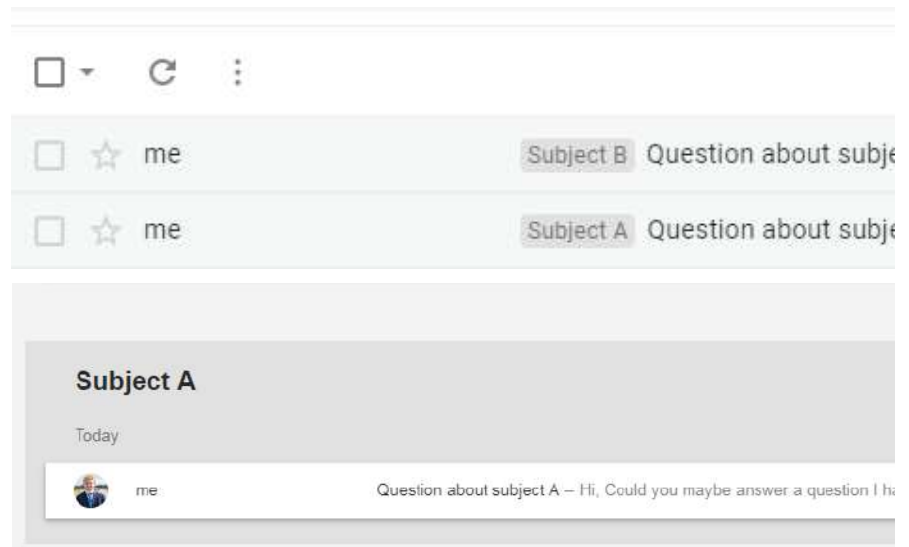 me Subject B Question about subje
me Subject A Question about subje
Subject A
Today
me Question about subject A – Hi, Could you maybe answer a question I ha